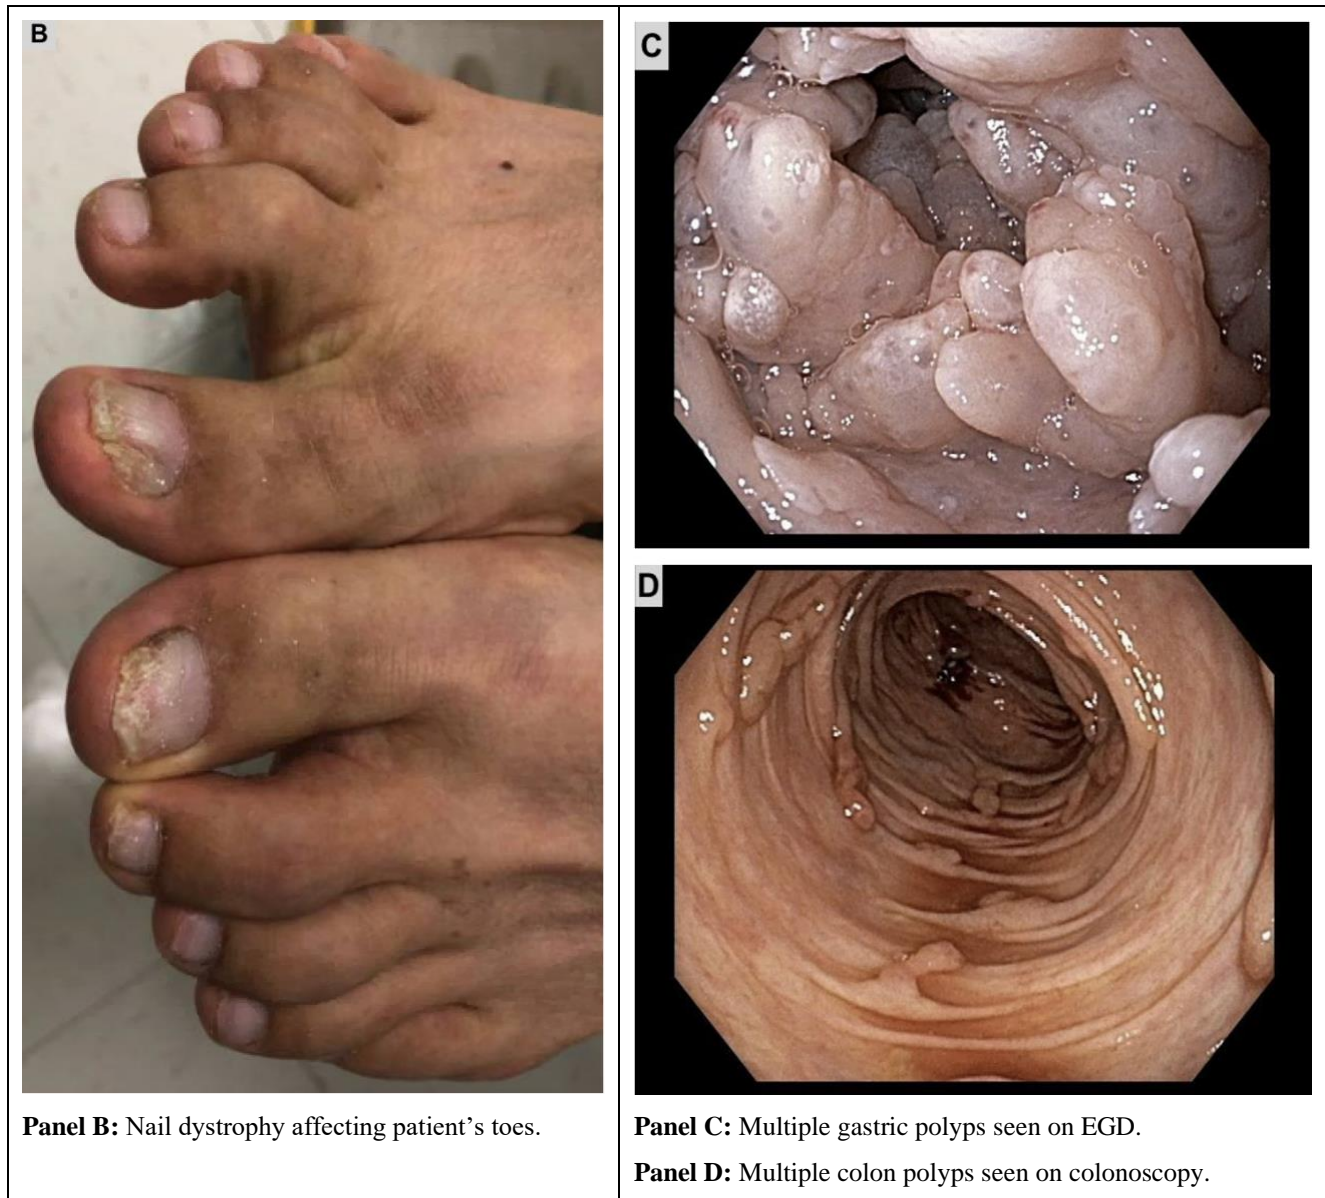 B
C
D
Panel B: Nail dystrophy affecting patient’s toes.
Panel C: Multiple gastric polyps seen on EGD.
Panel D: Multiple colon polyps seen on colonoscopy.